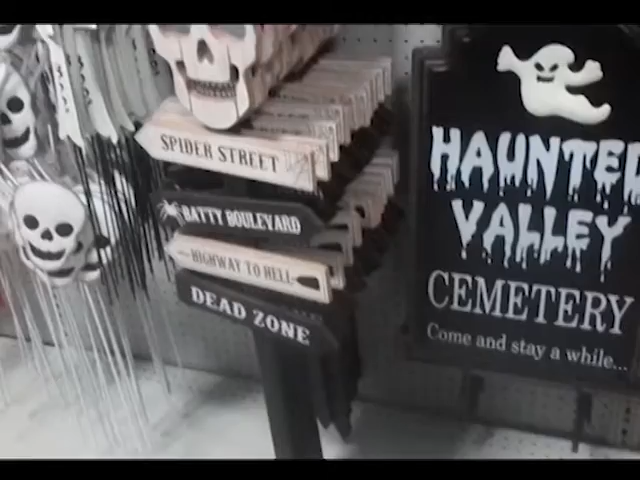 SPIDER STREET
BATTY BOULEVARD
HIGHWAY TO HELL
DEAD ZONE
HAUNTED
VALLEY
CEMETERY
Come and stay a while...